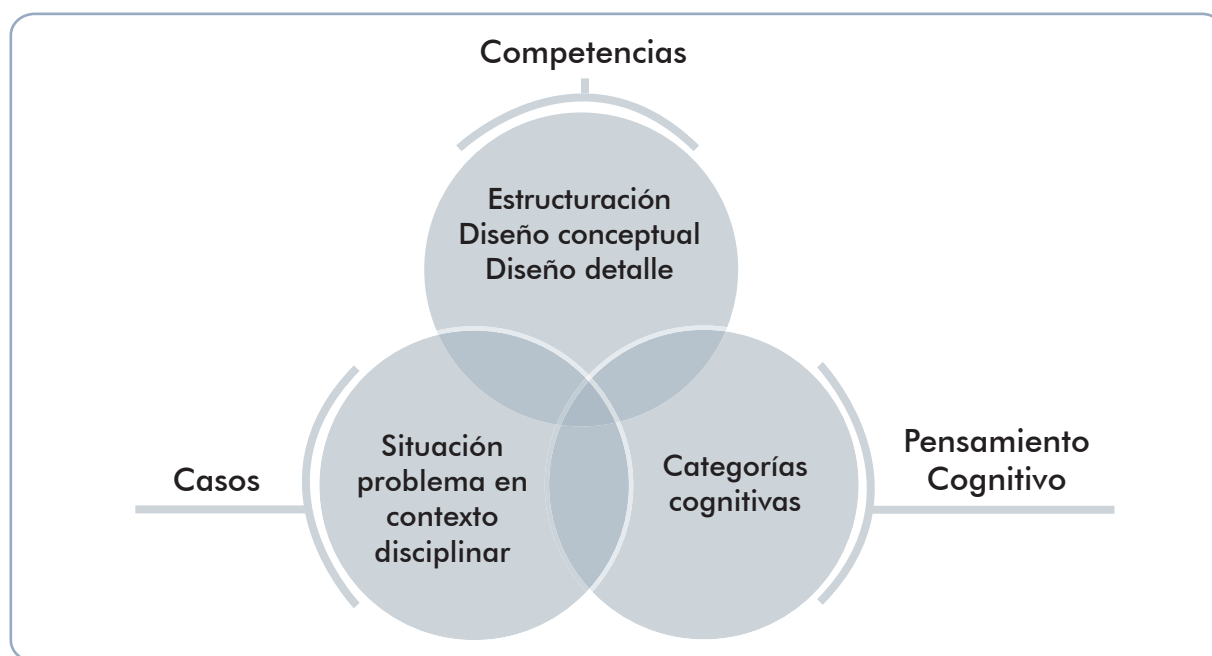 Competencias
Estructuración
Diseño conceptual
Diseño detalle
Casos
Situación
problema en
contexto
disciplinar
Categorías
cognitivas
Pensamiento
Cognitivo